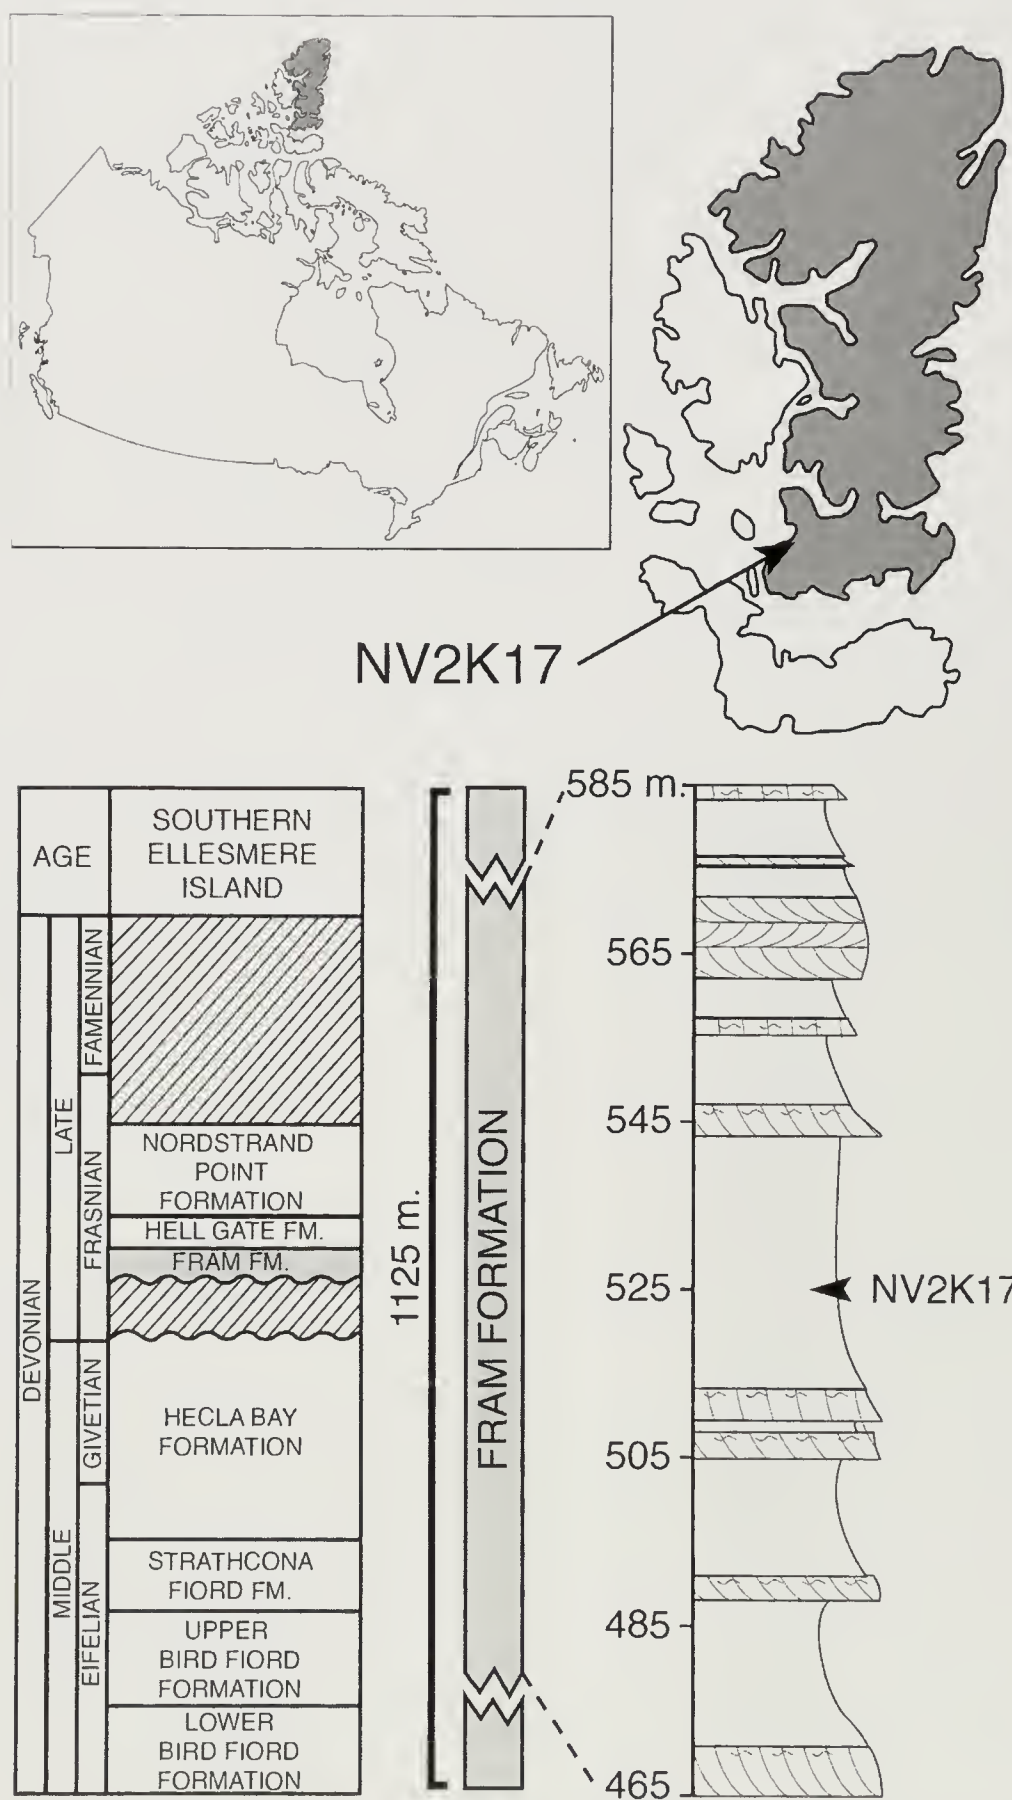 NV2K17
AGE
SOUTHERN
ELLESMERE
ISLAND
DEVONIAN
LATE
MIDDLE
FAMENNIAN
FRASNIAN
GIVETIAN
EIFELIAN
NORDSTRAND
POINT
FORMATION
HELL GATE FM.
FRAM FM.
HECLA BAY
FORMATION
STRATHCONA
FIORD FM.
UPPER
BIRD FIORD
FORMATION
LOWER
BIRD FIORD
FORMATION
1125 m.
FRAM FORMATION
585 m.
565
545
525
NV2K17
505
485
465